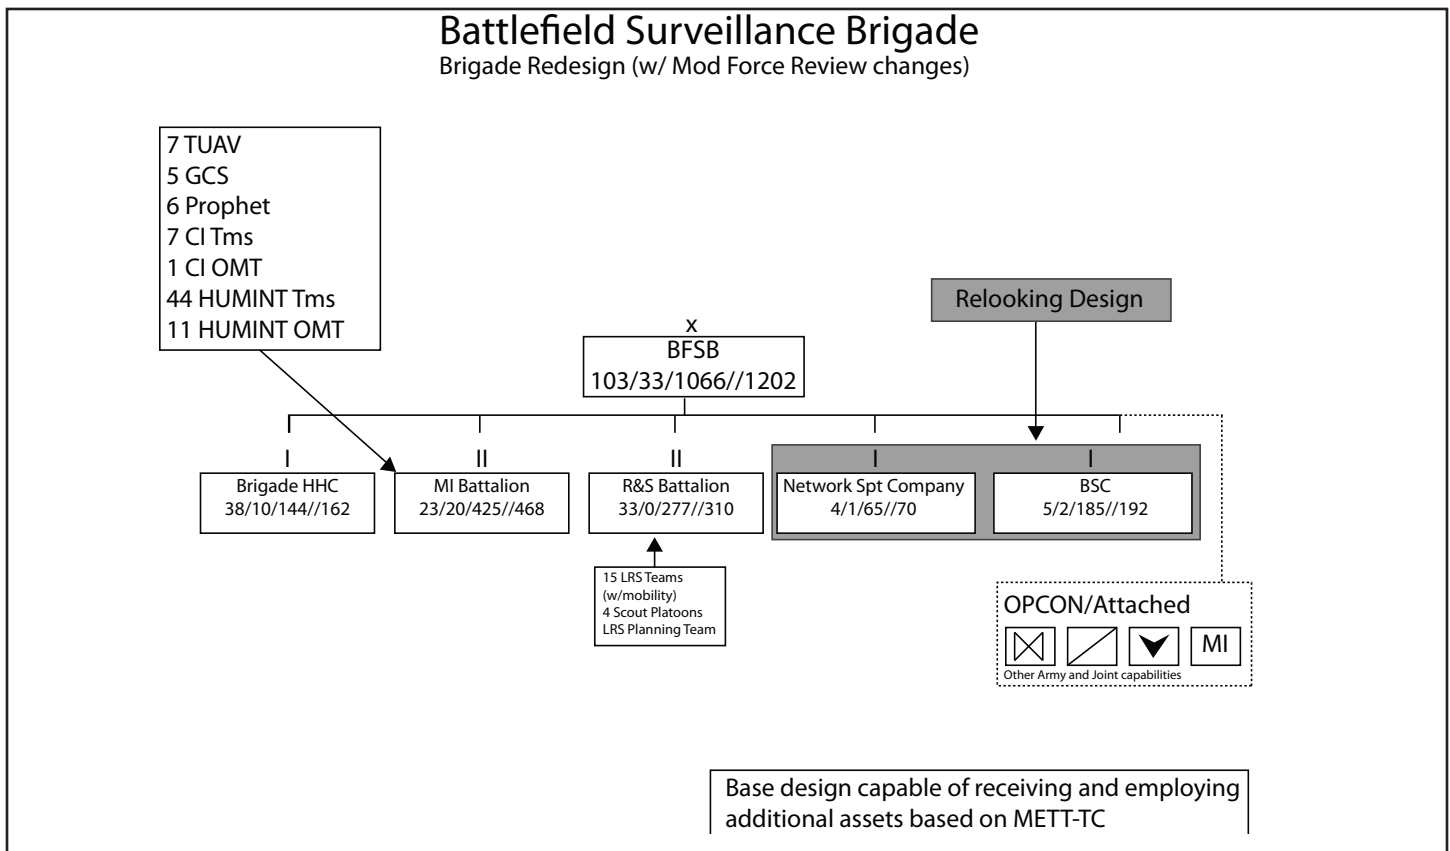 Battlefield Surveillance Brigade
Brigade Redesign (w/ Mod Force Review changes)
7 TUAV
5 GCS
6 Prophet
7 CI Tms
1 CI OMT
44 HUMINT Tms
11 HUMINT OMT
Relooking Design
x
BFSB
103/33/1066//1202
I
II
II
I
I
Brigade HHC
38/10/144//162
MI Battalion
23/20/425//468
R&S Battalion
33/0/277//310
Network Spt Company
4/1/65//70
BSC
5/2/185//192
15 LRS Teams
(w/mobility)
4 Scout Platoons
LRS Planning Team
OPCON/Attached
MI
Other Army and Joint capabilities
Base design capable of receiving and employing
additional assets based on METT-TC